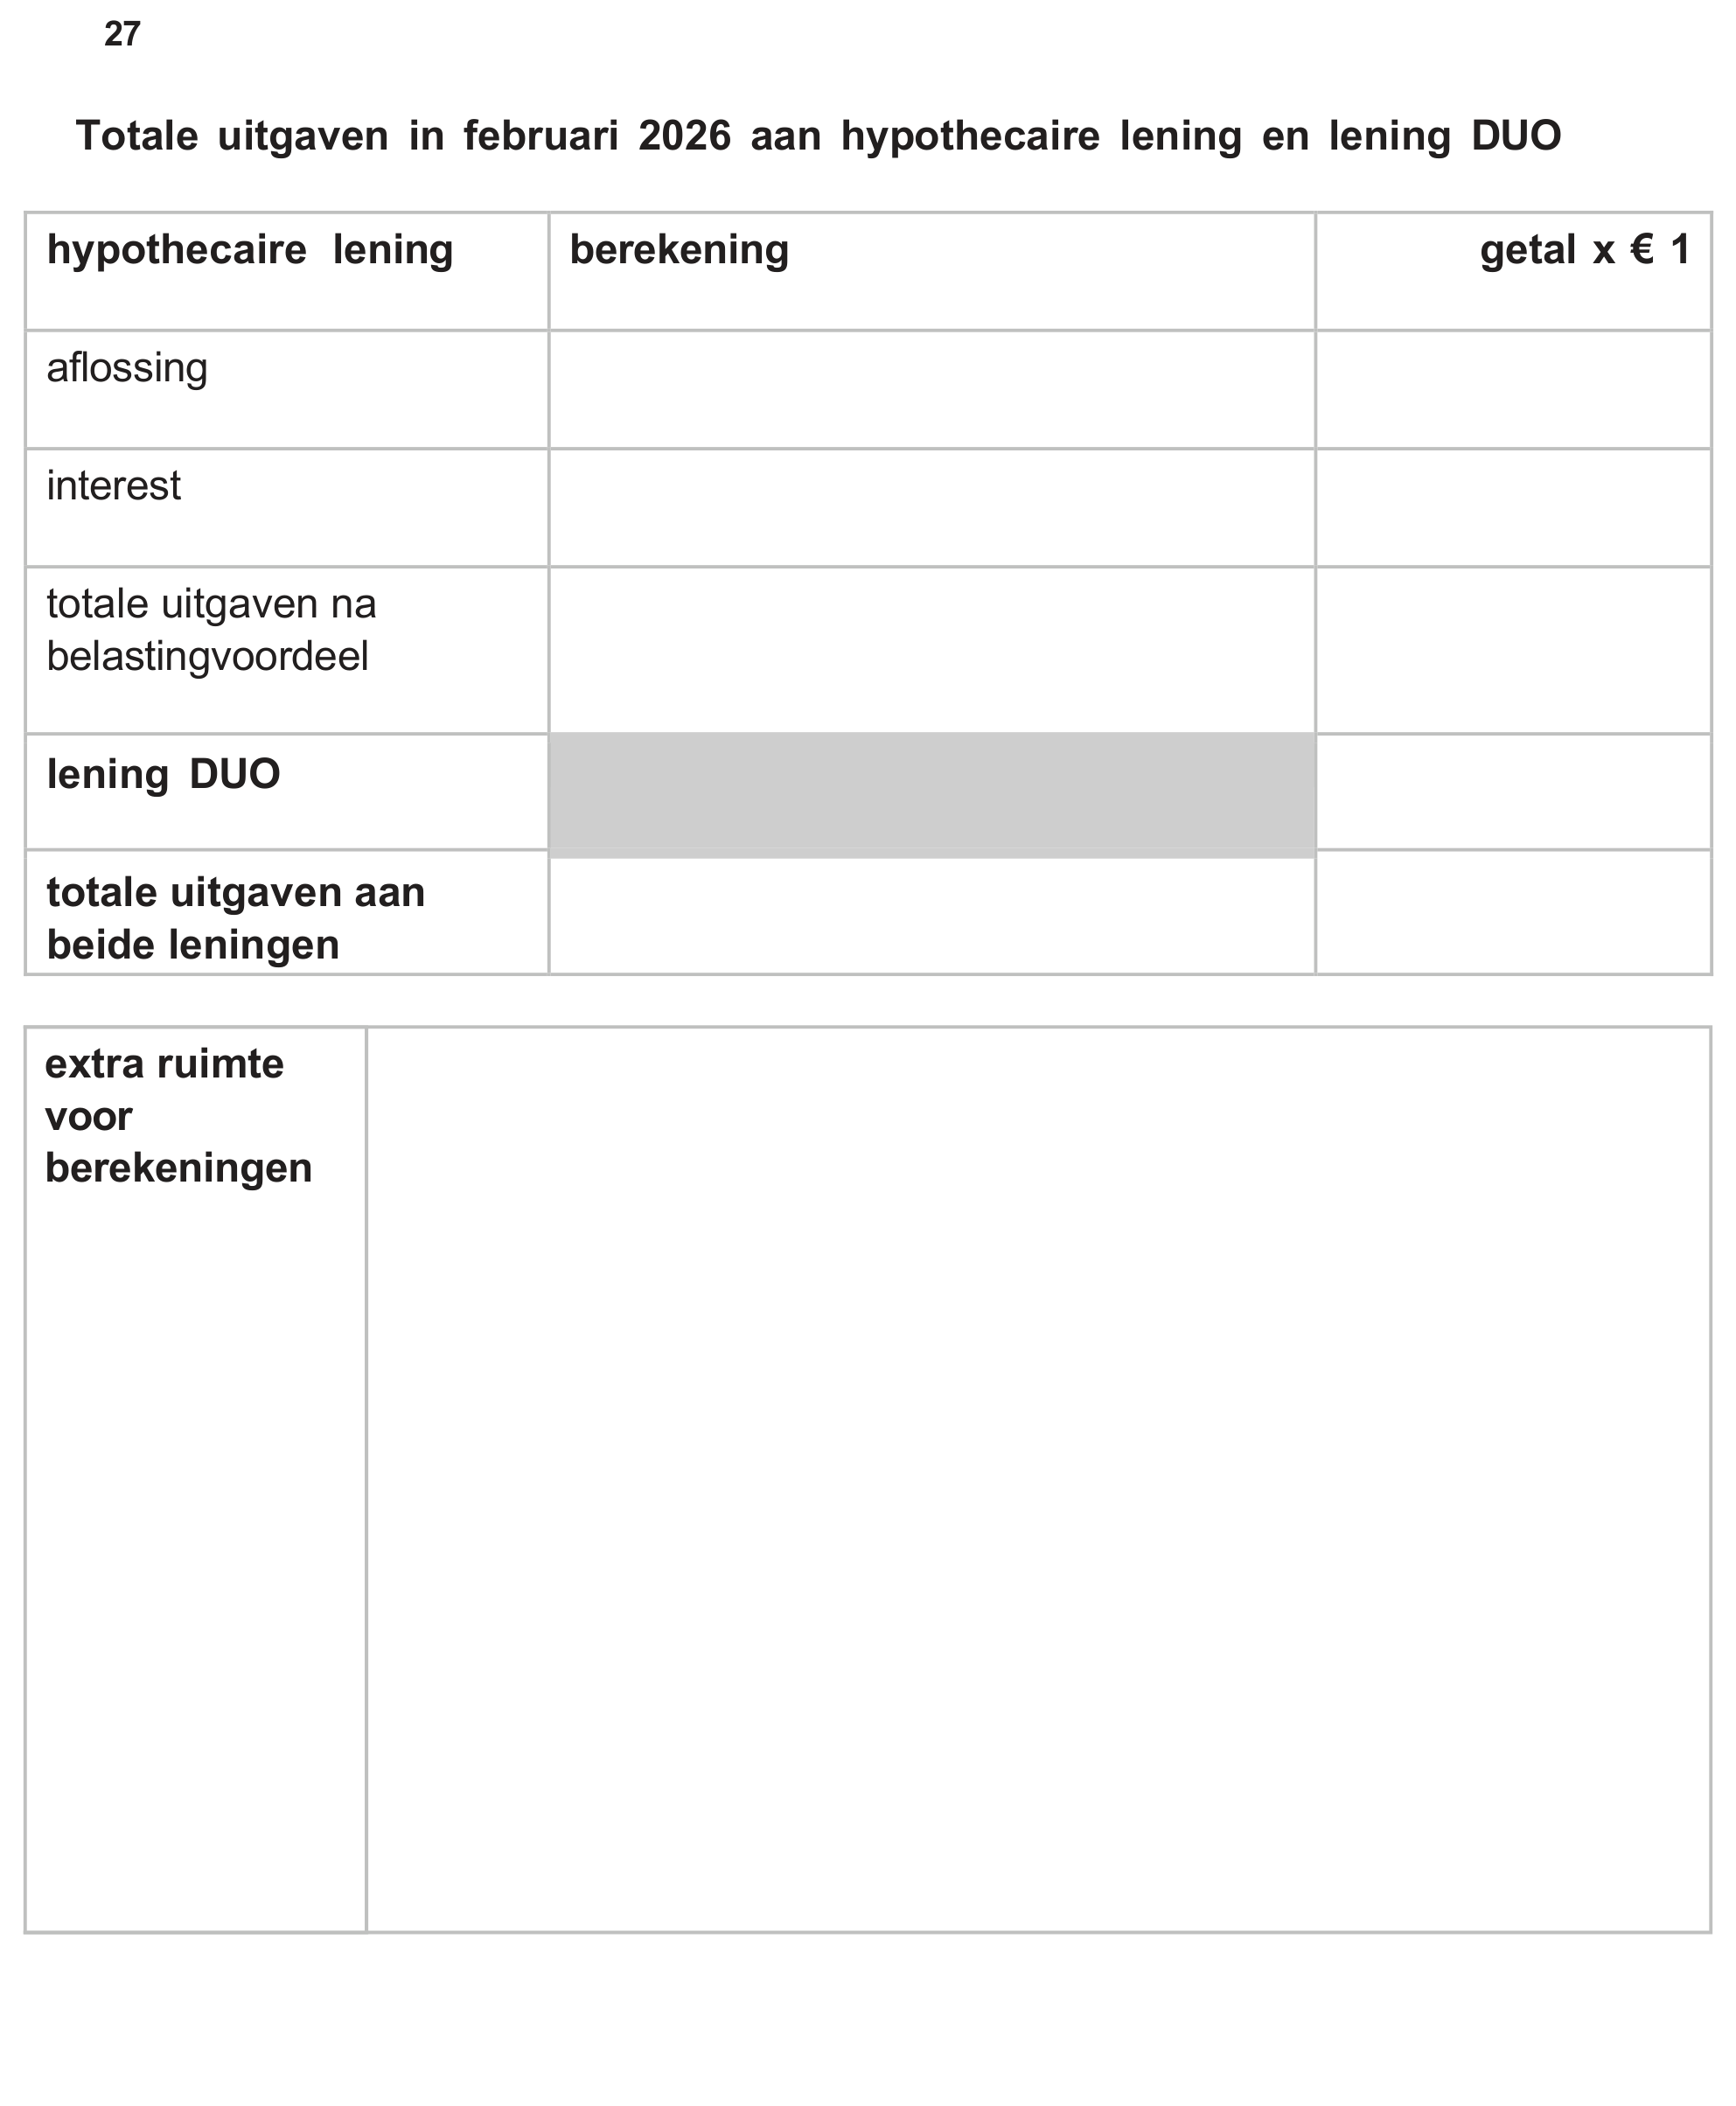 27
Totale uitgaven in februari 2026 aan hypothecaire lening en lening DUO
hypothecaire lening berekening getal x € 1
aflossing
interest
totale uitgaven na
belastingvoordeel
lening DUO
totale uitgaven aan
beide leningen
extra ruimte
voor
berekeningen